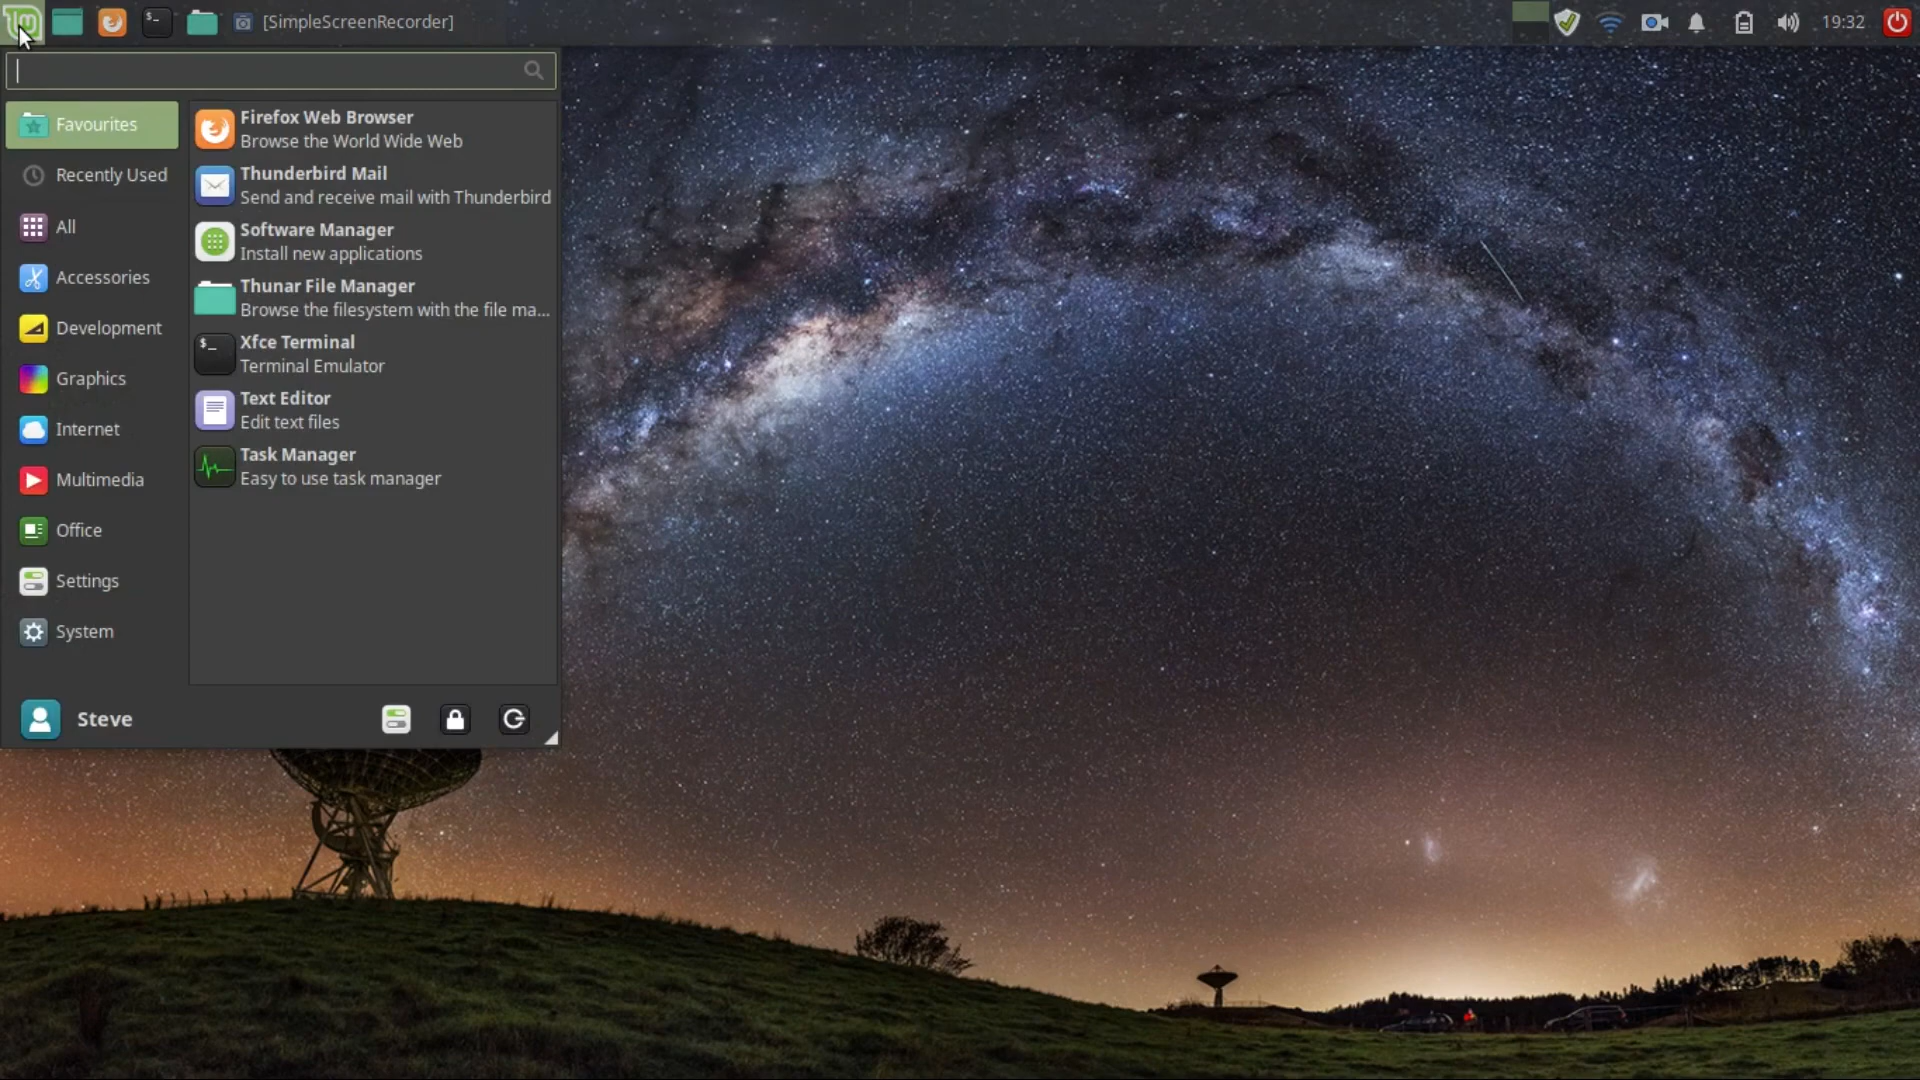 [SimpleScreenRecorder]
19:32
Favourites
Recently Used
All
Accessories
Development
Graphics
Internet
Multimedia
Office
Settings
System
Firefox Web Browser
Browse the World Wide Web
Thunderbird Mail
Send and receive mail with Thunderbird
Software Manager
Install new applications
Thunar File Manager
Browse the filesystem with the file ma...
$_ Xfce Terminal
Terminal Emulator
Text Editor
Edit text files
Task Manager
Easy to use task manager
Steve